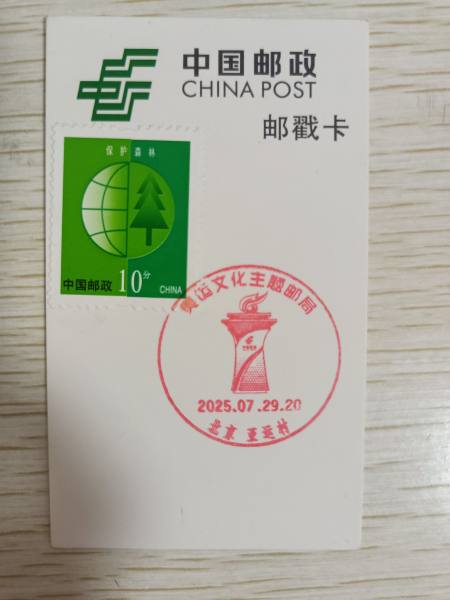 中国邮政
CHINA POST
邮戳卡
保护森林
中国邮政 10分 CHINA
奥运文化主题邮局
2025.07.29.20
北京 亚运村